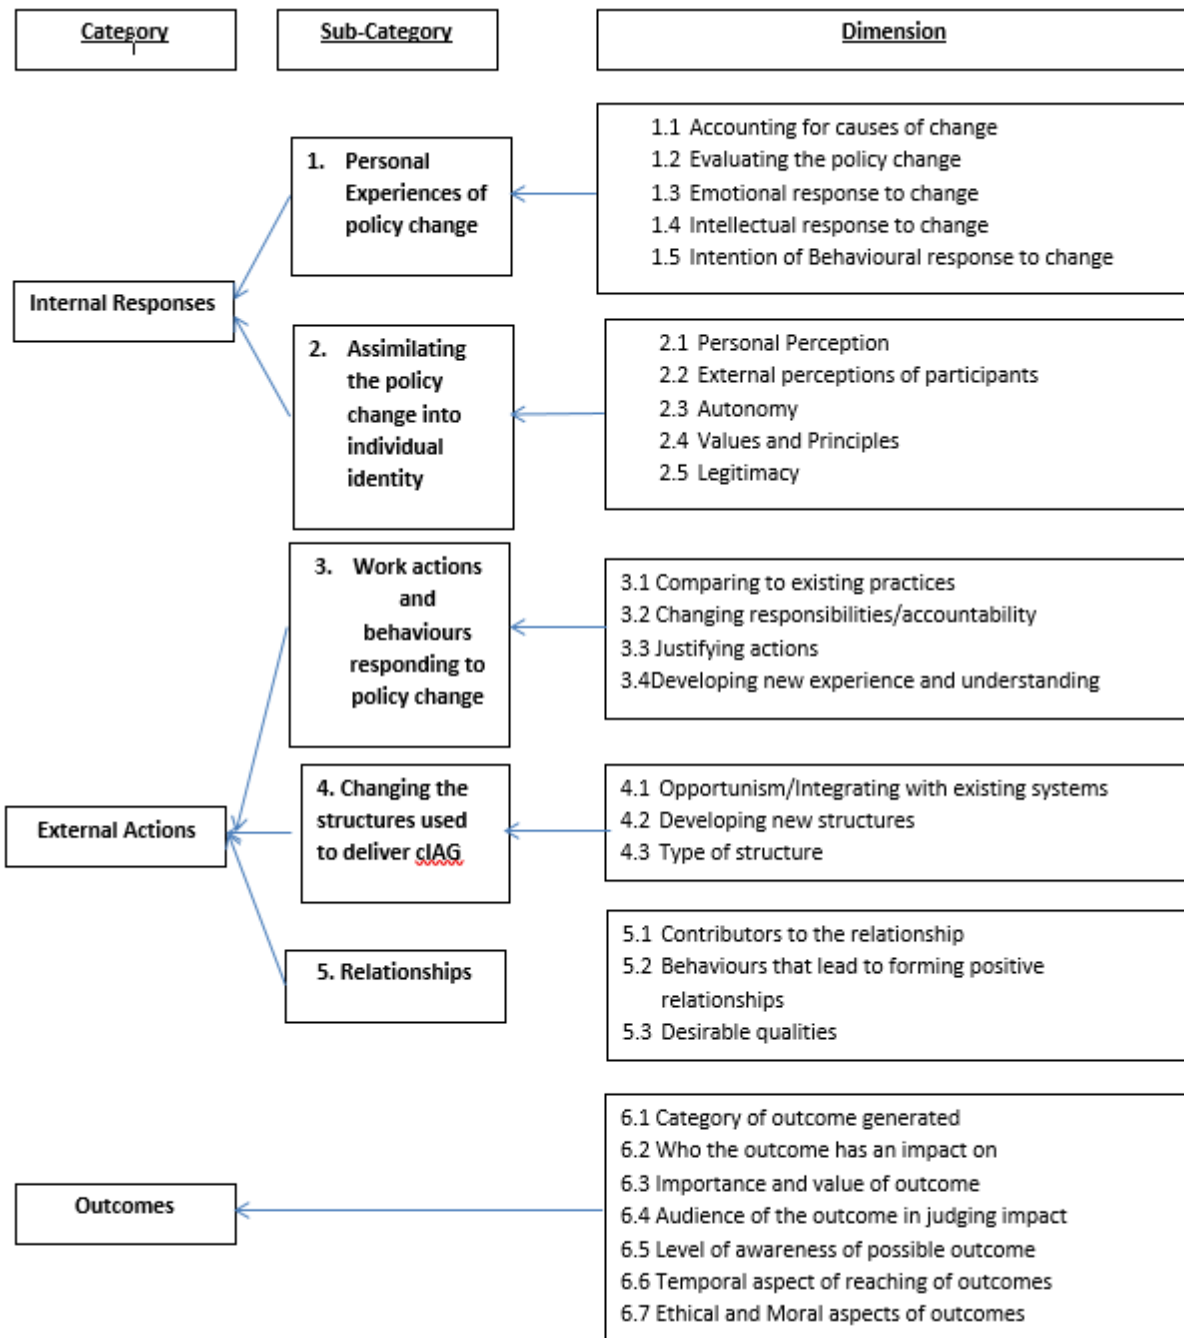 Category
Sub-Category
Dimension
1. Personal
Experiences of
policy change
1.1 Accounting for causes of change
1.2 Evaluating the policy change
1.3 Emotional response to change
1.4 Intellectual response to change
1.5 Intention of Behavioural response to change
Internal Responses
2. Assimilating
the policy
change into
individual
identity
2.1 Personal Perception
2.2 External perceptions of participants
2.3 Autonomy
2.4 Values and Principles
2.5 Legitimacy
3. Work actions
and
behaviours
responding to
policy change
3.1 Comparing to existing practices
3.2 Changing responsibilities/accountability
3.3 Justifying actions
3.4Developing new experience and understanding
External Actions
4. Changing the
structures used
to deliver cIAG
4.1 Opportunism/Integrating with existing systems
4.2 Developing new structures
4.3 Type of structure
5. Relationships
5.1 Contributors to the relationship
5.2 Behaviours that lead to forming positive
relationships
5.3 Desirable qualities
Outcomes
6.1 Category of outcome generated
6.2 Who the outcome has an impact on
6.3 Importance and value of outcome
6.4 Audience of the outcome in judging impact
6.5 Level of awareness of possible outcome
6.6 Temporal aspect of reaching of outcomes
6.7 Ethical and Moral aspects of outcomes